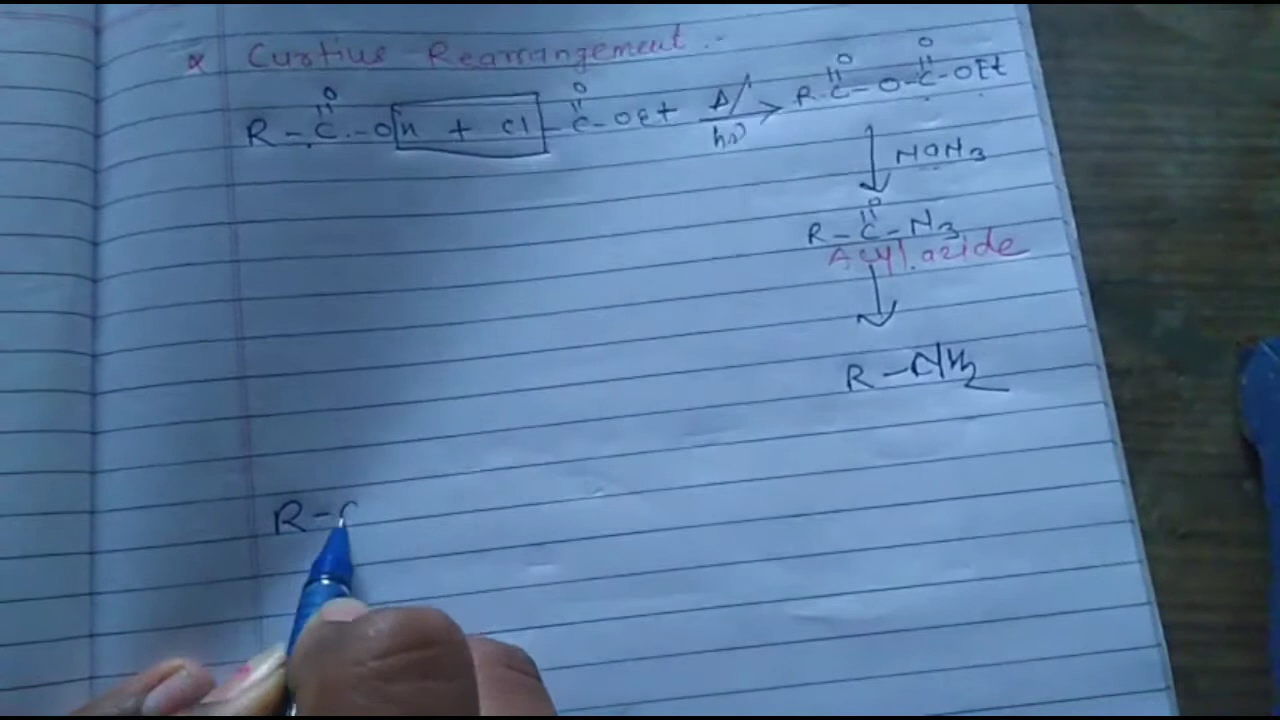 * Curtius Rearrangement :-
R - C - OH + Cl - C - OEt Δ/hν R C - O - C - OEt
O O O O
NaN3
O
R - C - N3
Acyl azide
R - NH2
R - C